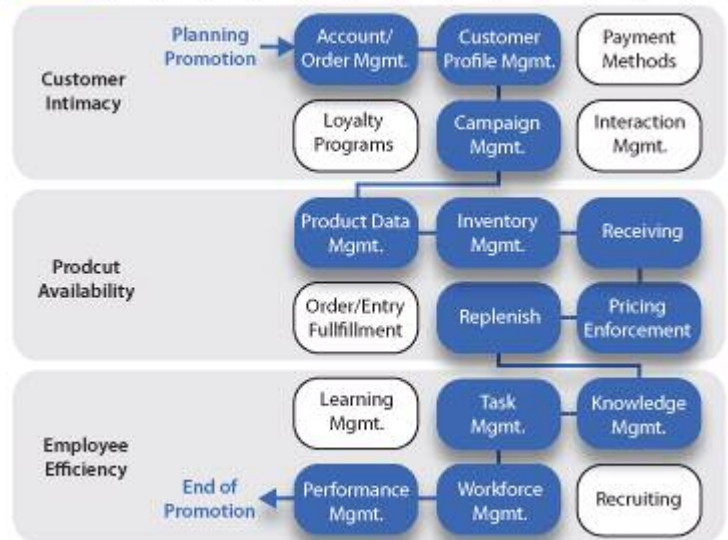 Planning
Promotion
Account/
Order Mgmt.
Customer
Profile Mgmt.
Payment
Methods
Customer
Intimacy
Loyalty
Programs
Campaign
Mgmt.
Interaction
Mgmt.
Product Data
Mgmt.
Inventory
Mgmt.
Receiving
Prodcut
Availability
Order/Entry
Fullfillment
Replenish
Pricing
Enforcement
Learning
Mgmt.
Task
Mgmt.
Knowledge
Mgmt.
Employee
Efficiency
End of
Promotion
Performance
Mgmt.
Workforce
Mgmt.
Recruiting